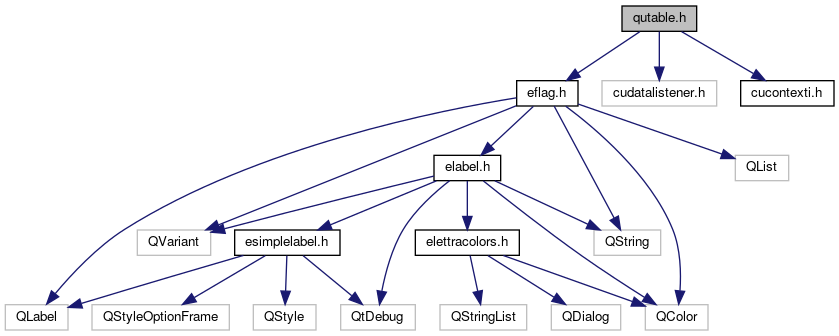 qutable.h
eflag.h
cudatalistener.h
cucontexti.h
elabel.h
QList
QVariant
esimplelabel.h
elettracolors.h
QString
QLabel
QStyleOptionFrame
QStyle
QtDebug
QStringList
QDialog
QColor